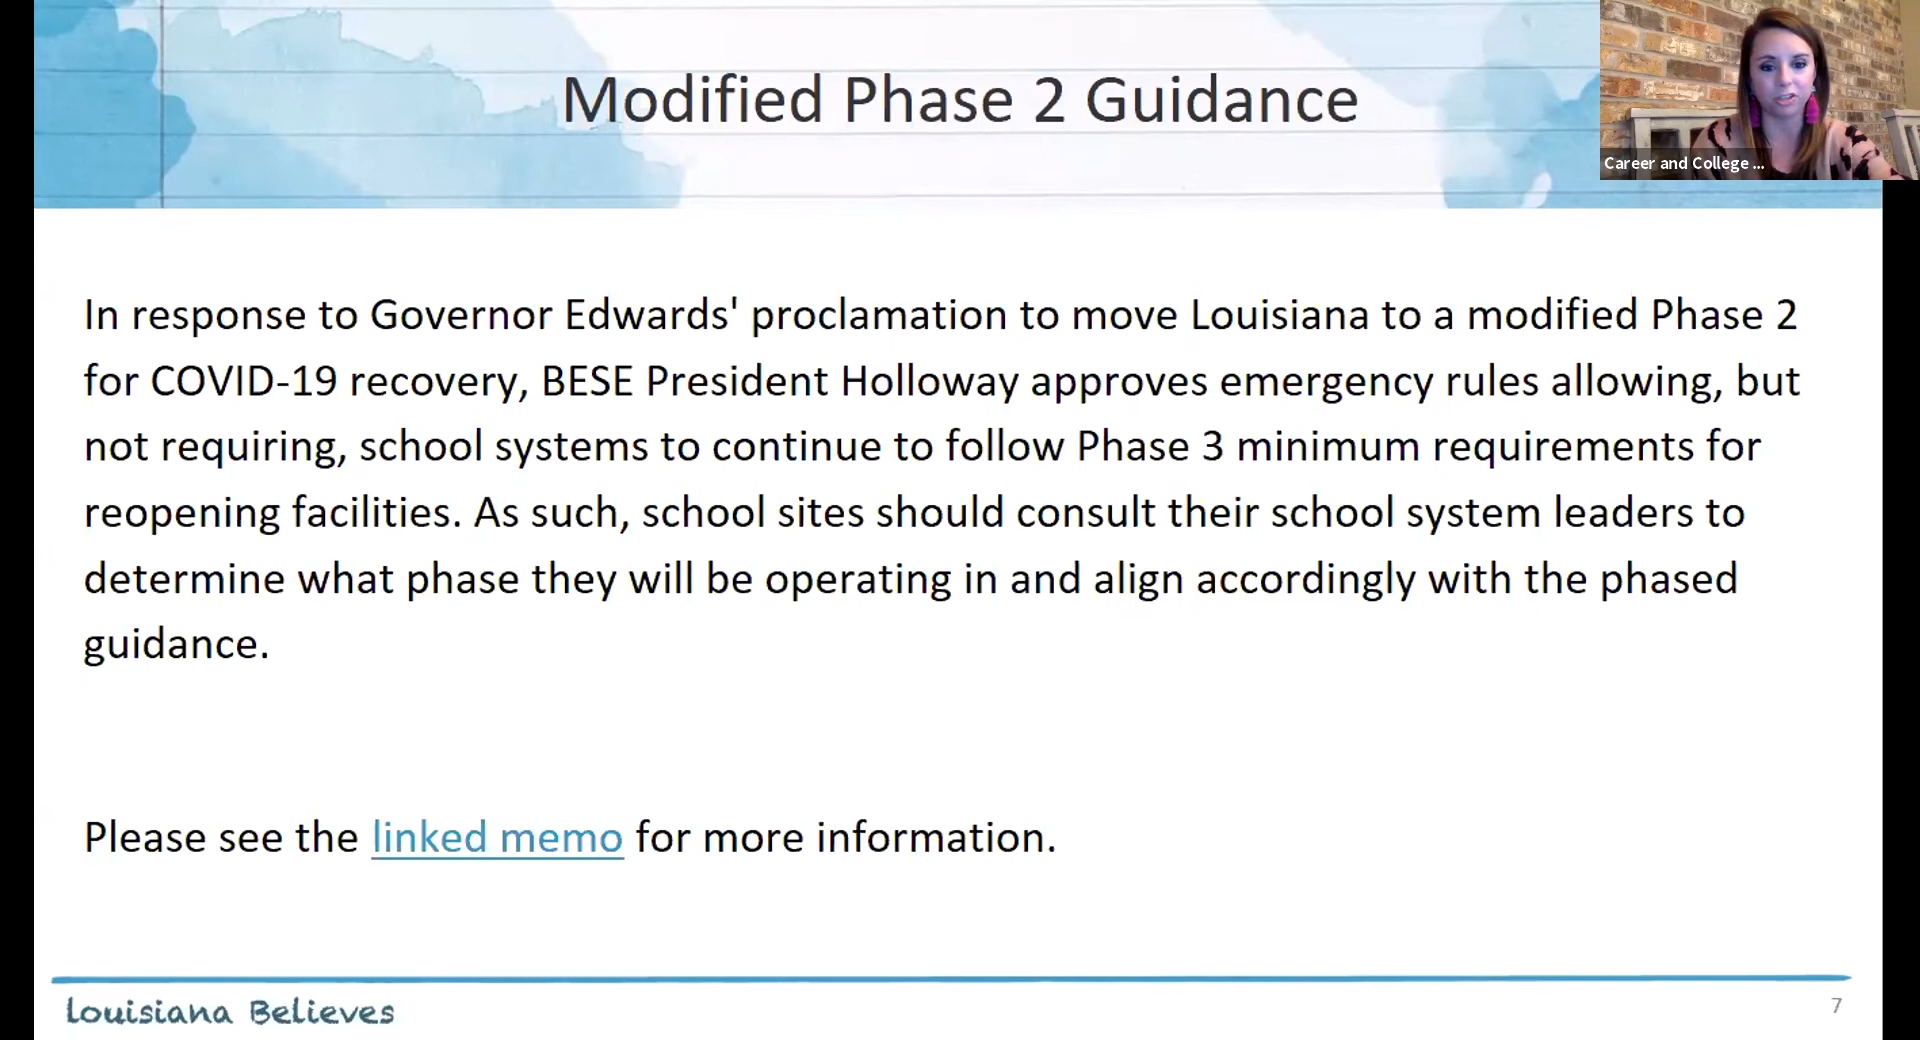 Modified Phase 2 Guidance
Career and College ...
In response to Governor Edwards' proclamation to move Louisiana to a modified Phase 2
for COVID-19 recovery, BESE President Holloway approves emergency rules allowing, but
not requiring, school systems to continue to follow Phase 3 minimum requirements for
reopening facilities. As such, school sites should consult their school system leaders to
determine what phase they will be operating in and align accordingly with the phased
guidance.
Please see the linked memo for more information.
Louisiana Believes
7